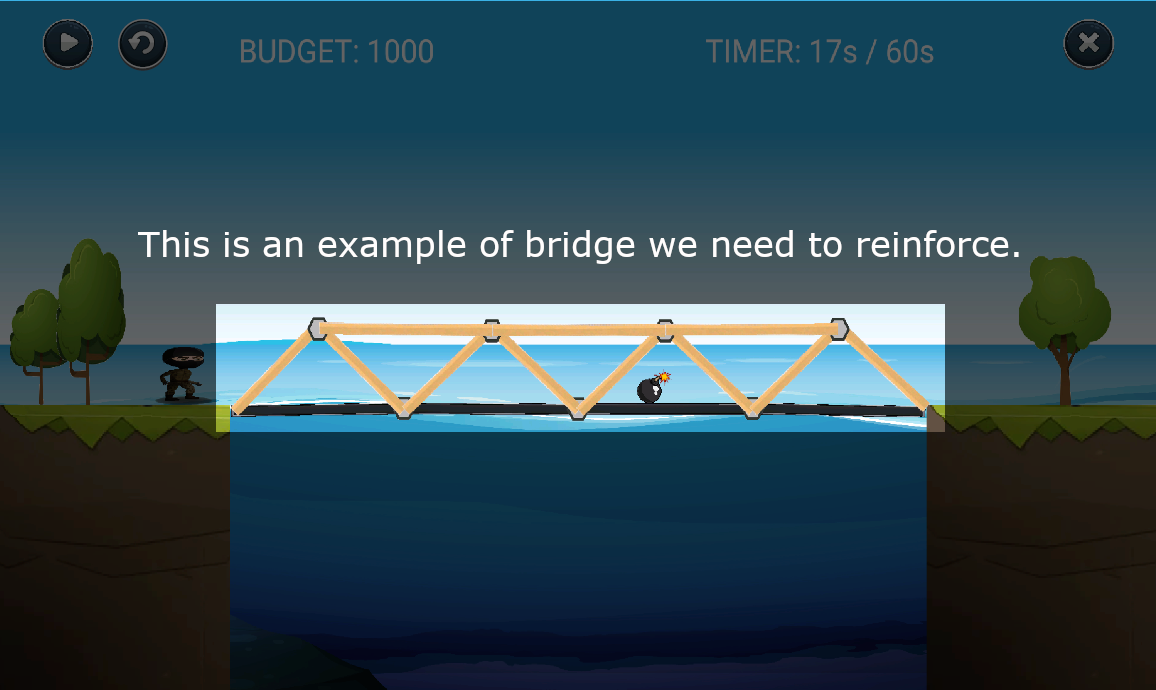 BUDGET: 1000
TIMER: 17s / 60s
This is an example of bridge we need to reinforce.